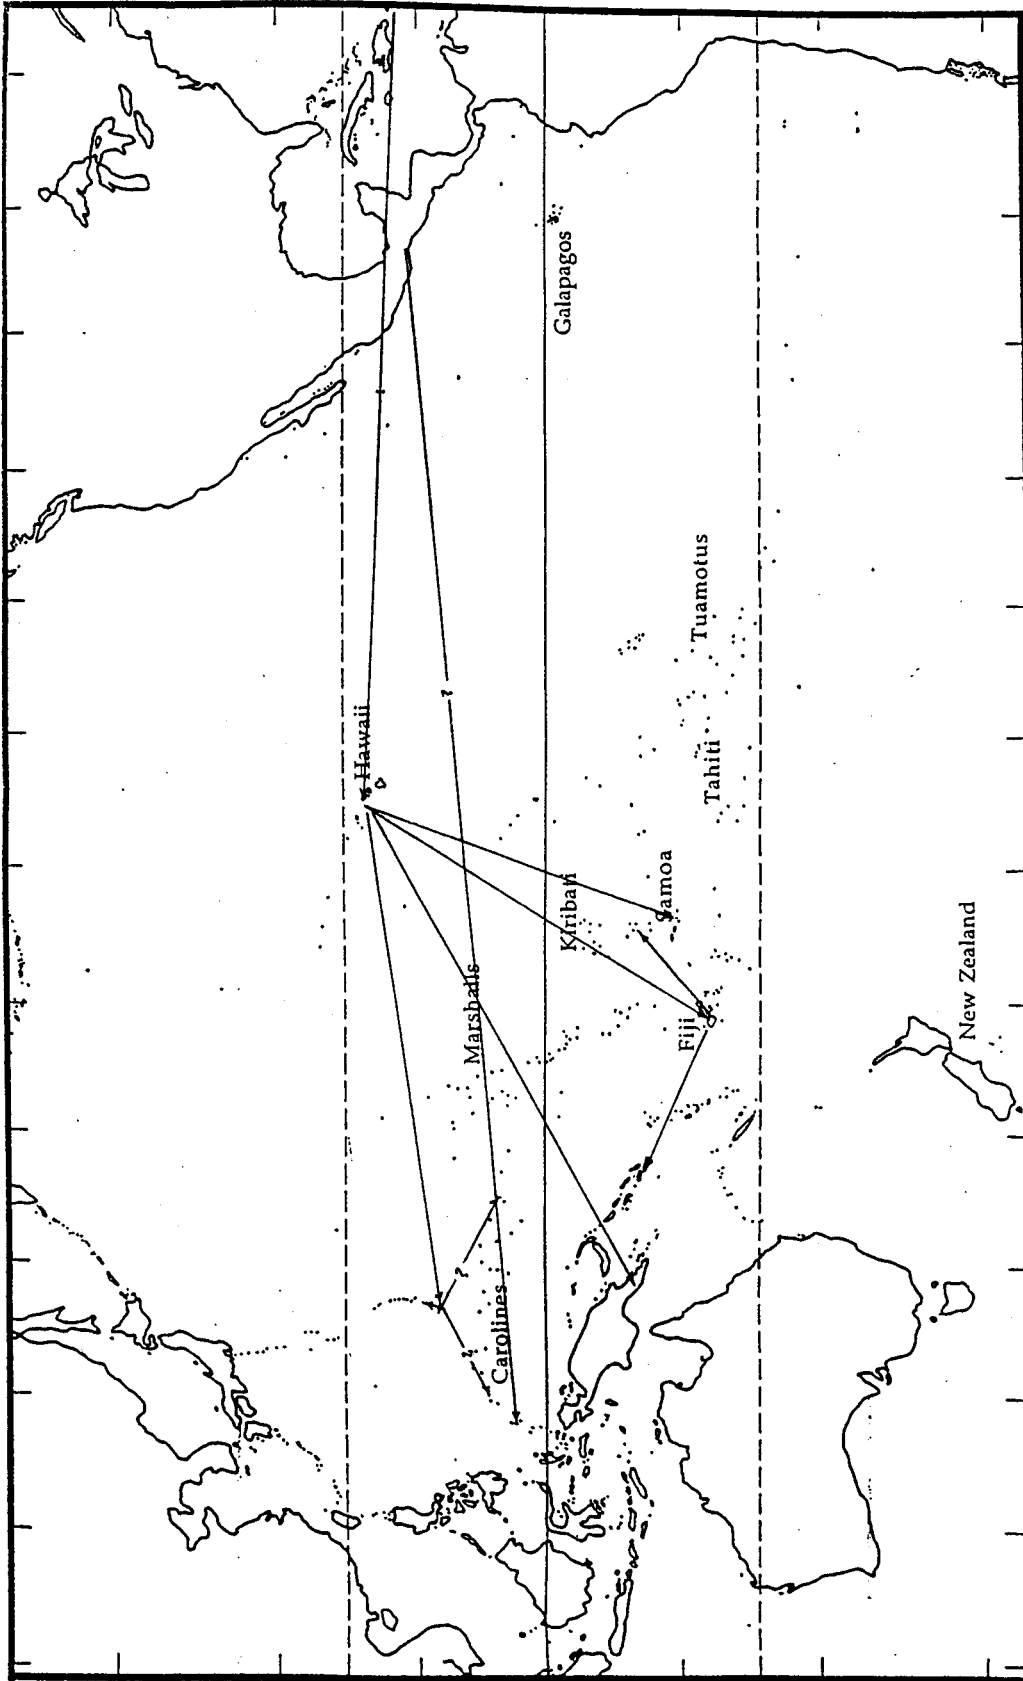 Galapagos
Hawaii
Tuamotus
Tahiti
Samoa
Kiribati
Marshalls
Fiji
New Zealand
Carolines
?
?
?